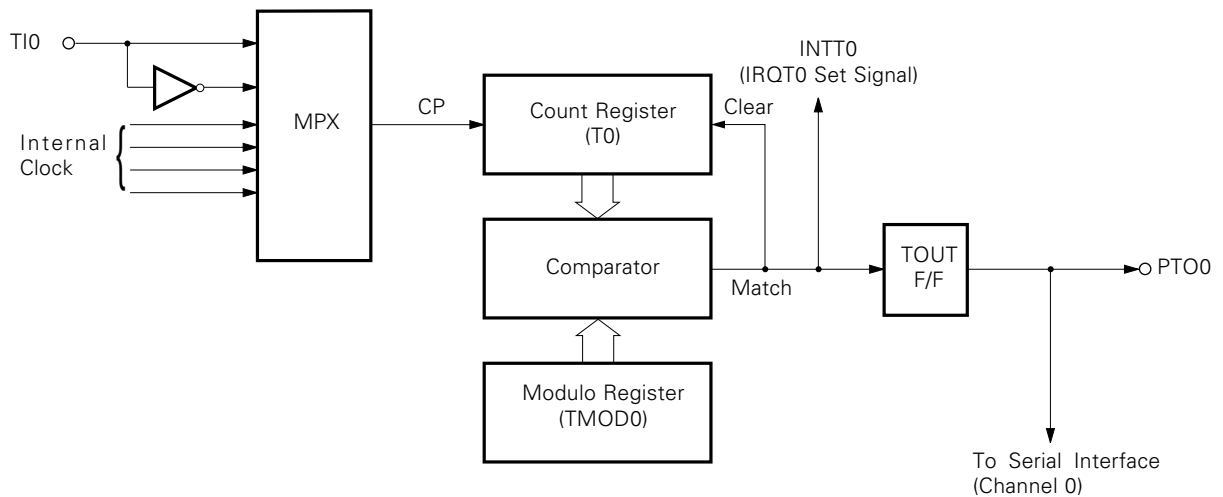 TI0
Internal
Clock
MPX
CP
Count Register
(T0)
Clear
INTT0
(IRQT0 Set Signal)
Comparator
Match
TOUT
F/F
PTO0
Modulo Register
(TMOD0)
To Serial Interface
(Channel 0)